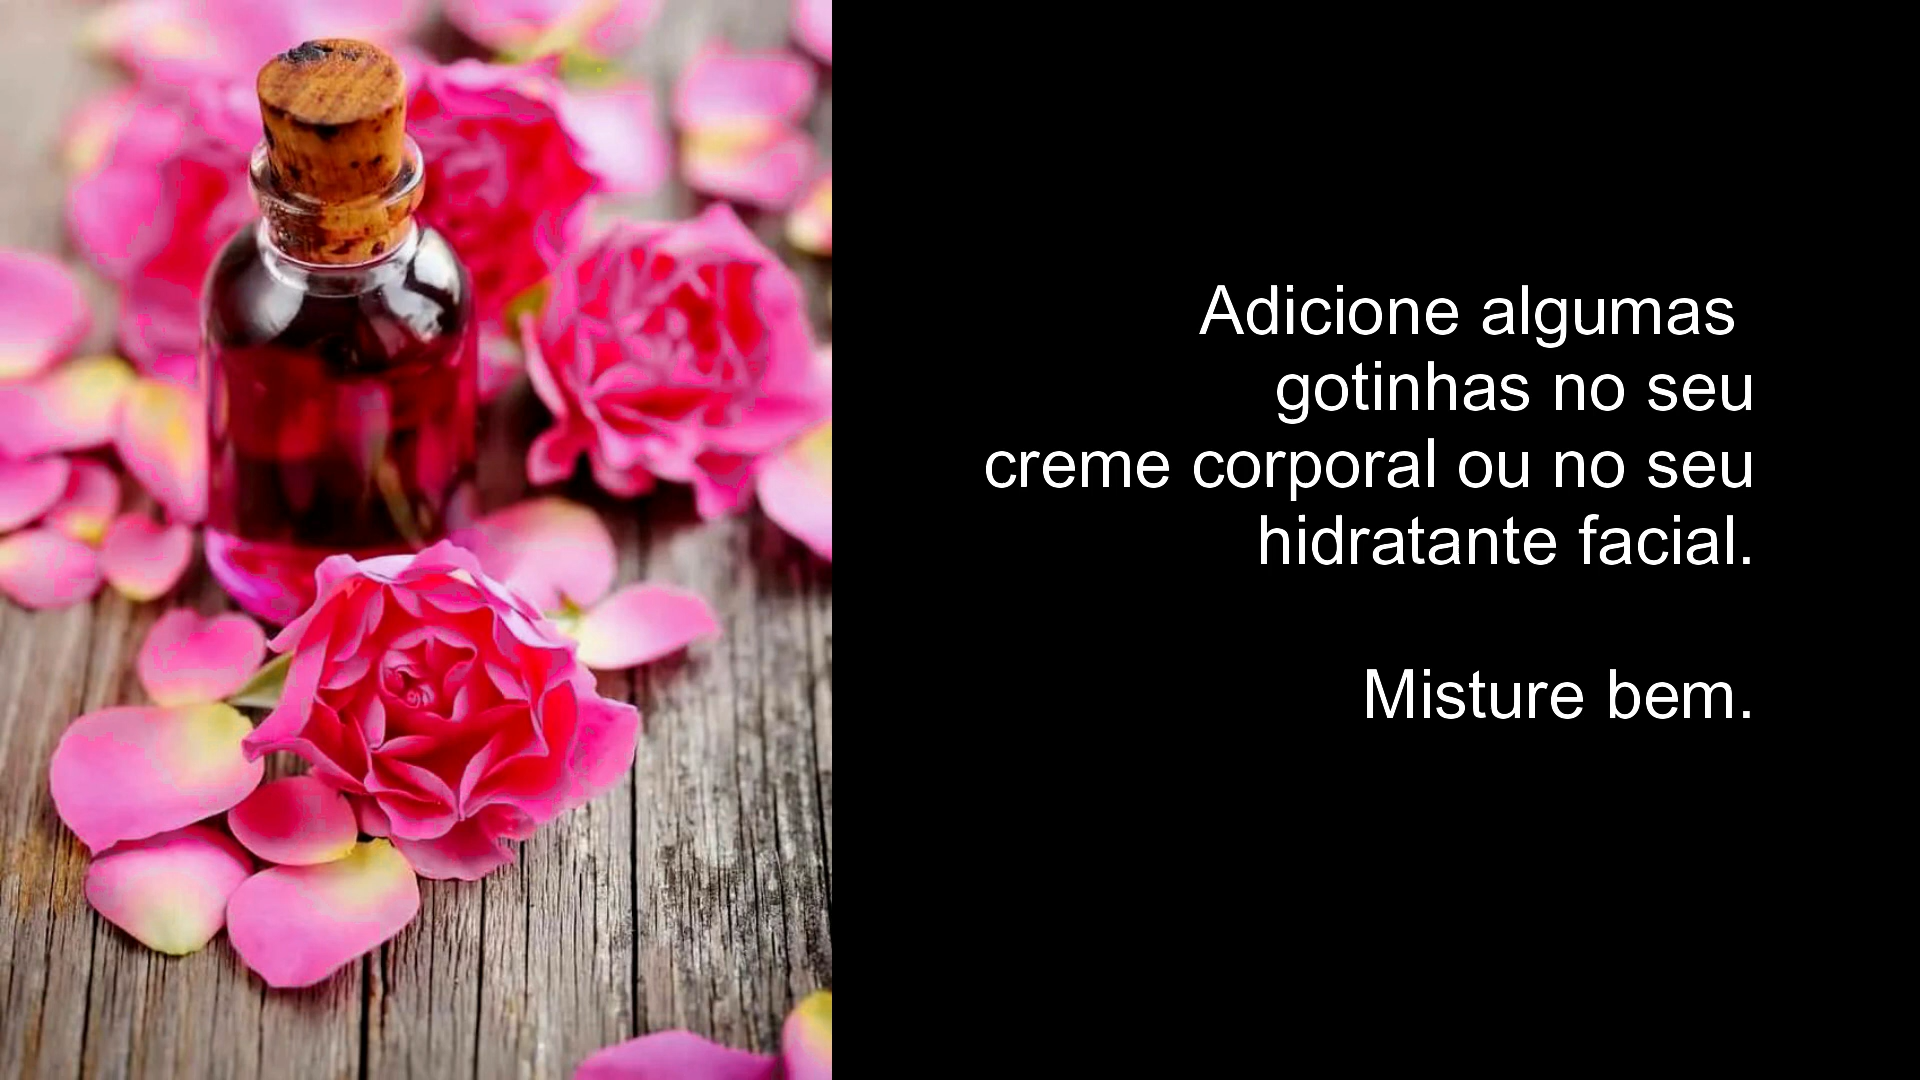 Adicione algumas
gotinhas no seu
creme corporal ou no seu
hidratante facial.
Misture bem.